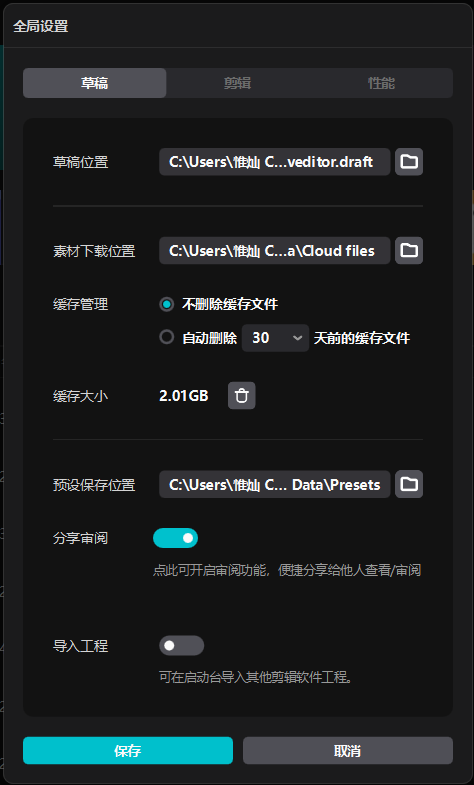 全局设置
草稿
剪辑
性能
草稿位置
C:\Users\惟灿 C...veditor.draft
素材下载位置
C:\Users\惟灿 C...a\Cloud files
缓存管理
不删除缓存文件
自动删除 30 天前的缓存文件
缓存大小
2.01GB
预设保存位置
C:\Users\惟灿 C... Data\Presets
分享审阅
点此可开启审阅功能，便捷分享给他人查看/审阅
导入工程
可在启动台导入其他剪辑软件工程。
保存
取消